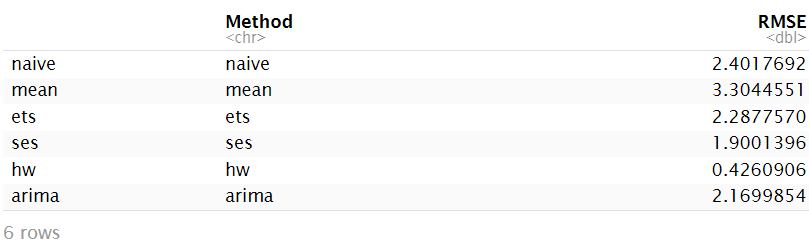 Method RMSE
<chr> <dbl>
naive naive 2.4017692
mean mean 3.3044551
ets ets 2.2877570
ses ses 1.9001396
hw hw 0.4260906
arima arima 2.1699854
6 rows